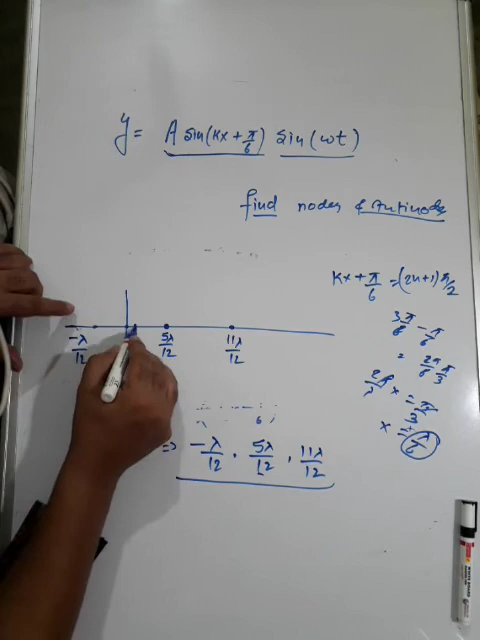 y = A sin(Kx + π/6) sin(ωt)
find nodes & Antinodes
Kx + π/6 = (2n+1) π/2
3π/6 - π/6
= 2π/6 π/3
2π/λ x = π/3
x = λ/6
-λ/12 5λ/12 11λ/12
⇒ -λ/12 , 5λ/12 , 11λ/12